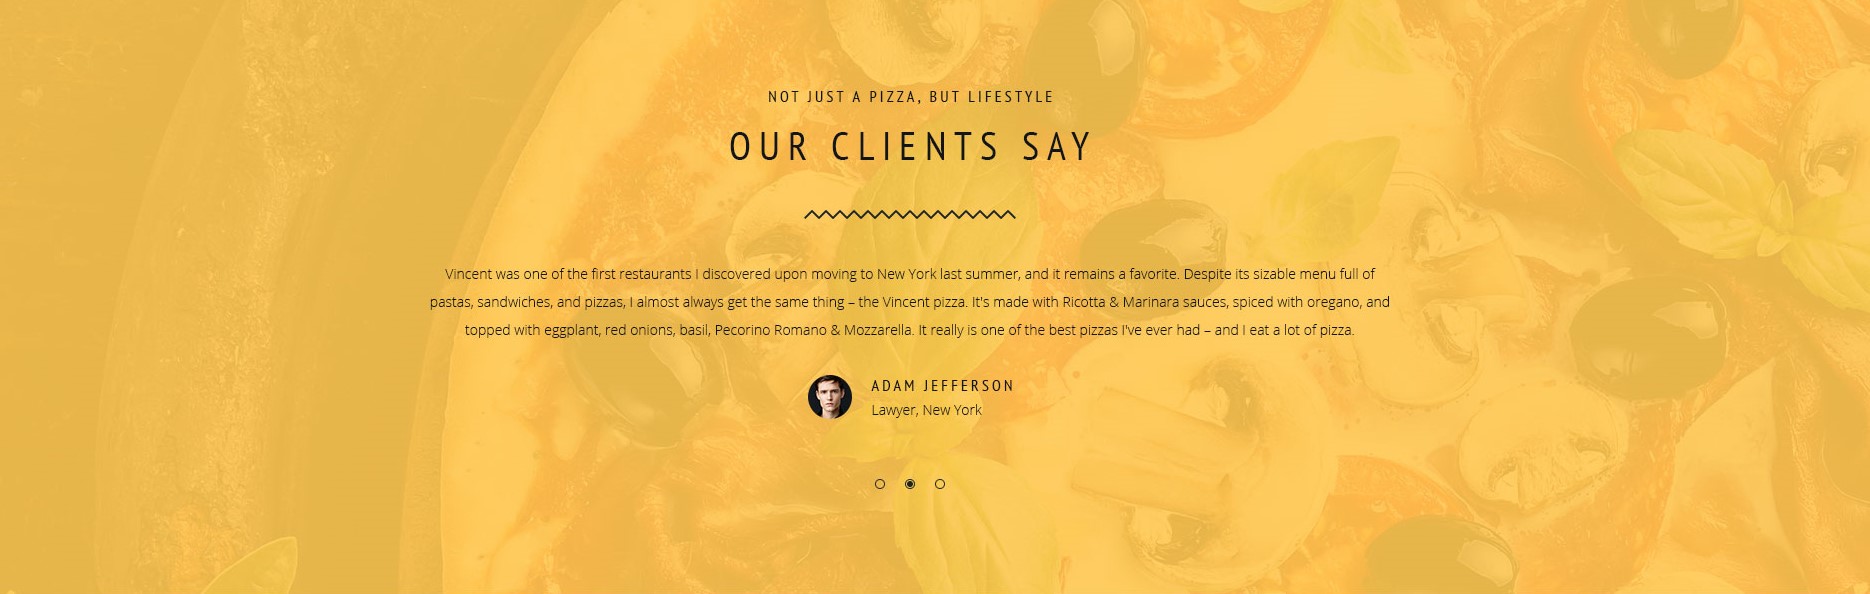 NOT JUST A PIZZA, BUT LIFESTYLE
OUR CLIENTS SAY
Vincent was one of the first restaurants I discovered upon moving to New York last summer, and it remains a favorite. Despite its sizable menu full of
pastas, sandwiches, and pizzas, I almost always get the same thing – the Vincent pizza. It's made with Ricotta & Marinara sauces, spiced with oregano, and
topped with eggplant, red onions, basil, Pecorino Romano & Mozzarella. It really is one of the best pizzas I've ever had – and I eat a lot of pizza.
ADAM JEFFERSON
Lawyer, New York